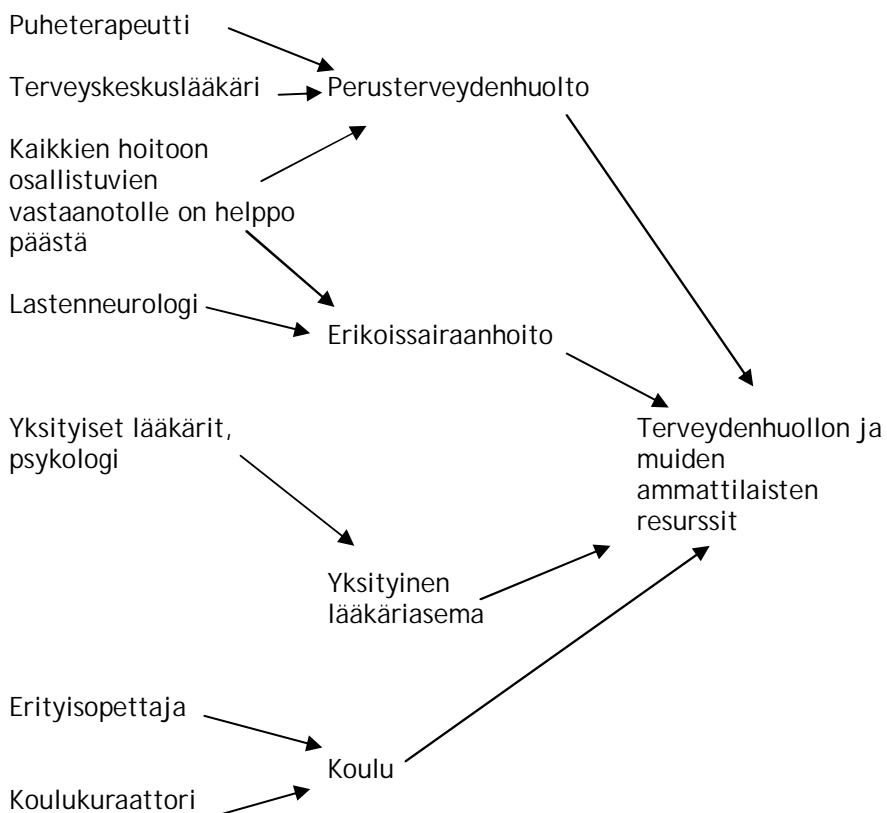 Puheterapeutti
Terveyskeskuslääkäri
Perusterveydenhuolto
Kaikkien hoitoon
osallistuvien
vastaanotolle on helppo
päästä
Lastenneurologi
Erikoissairaanhoito
Yksityiset lääkärit,
psykologi
Terveydenhuollon ja
muiden
ammattilaisten
resurssit
Yksityinen
lääkäriasema
Erityisopettaja
Koulu
Koulukuraattori